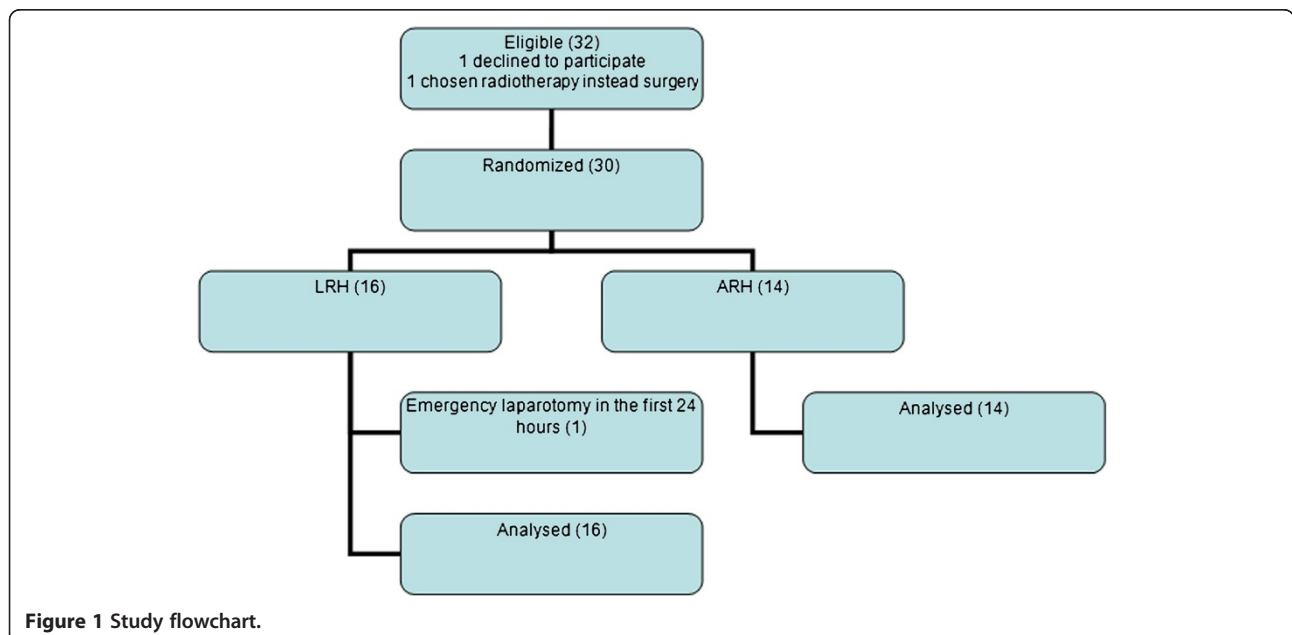 Eligible (32)
1 declined to participate
1 chosen radiotherapy instead surgery
Randomized (30)
LRH (16)
ARH (14)
Emergency laparotomy in the first 24
hours (1)
Analysed (14)
Analysed (16)
Figure 1 Study flowchart.